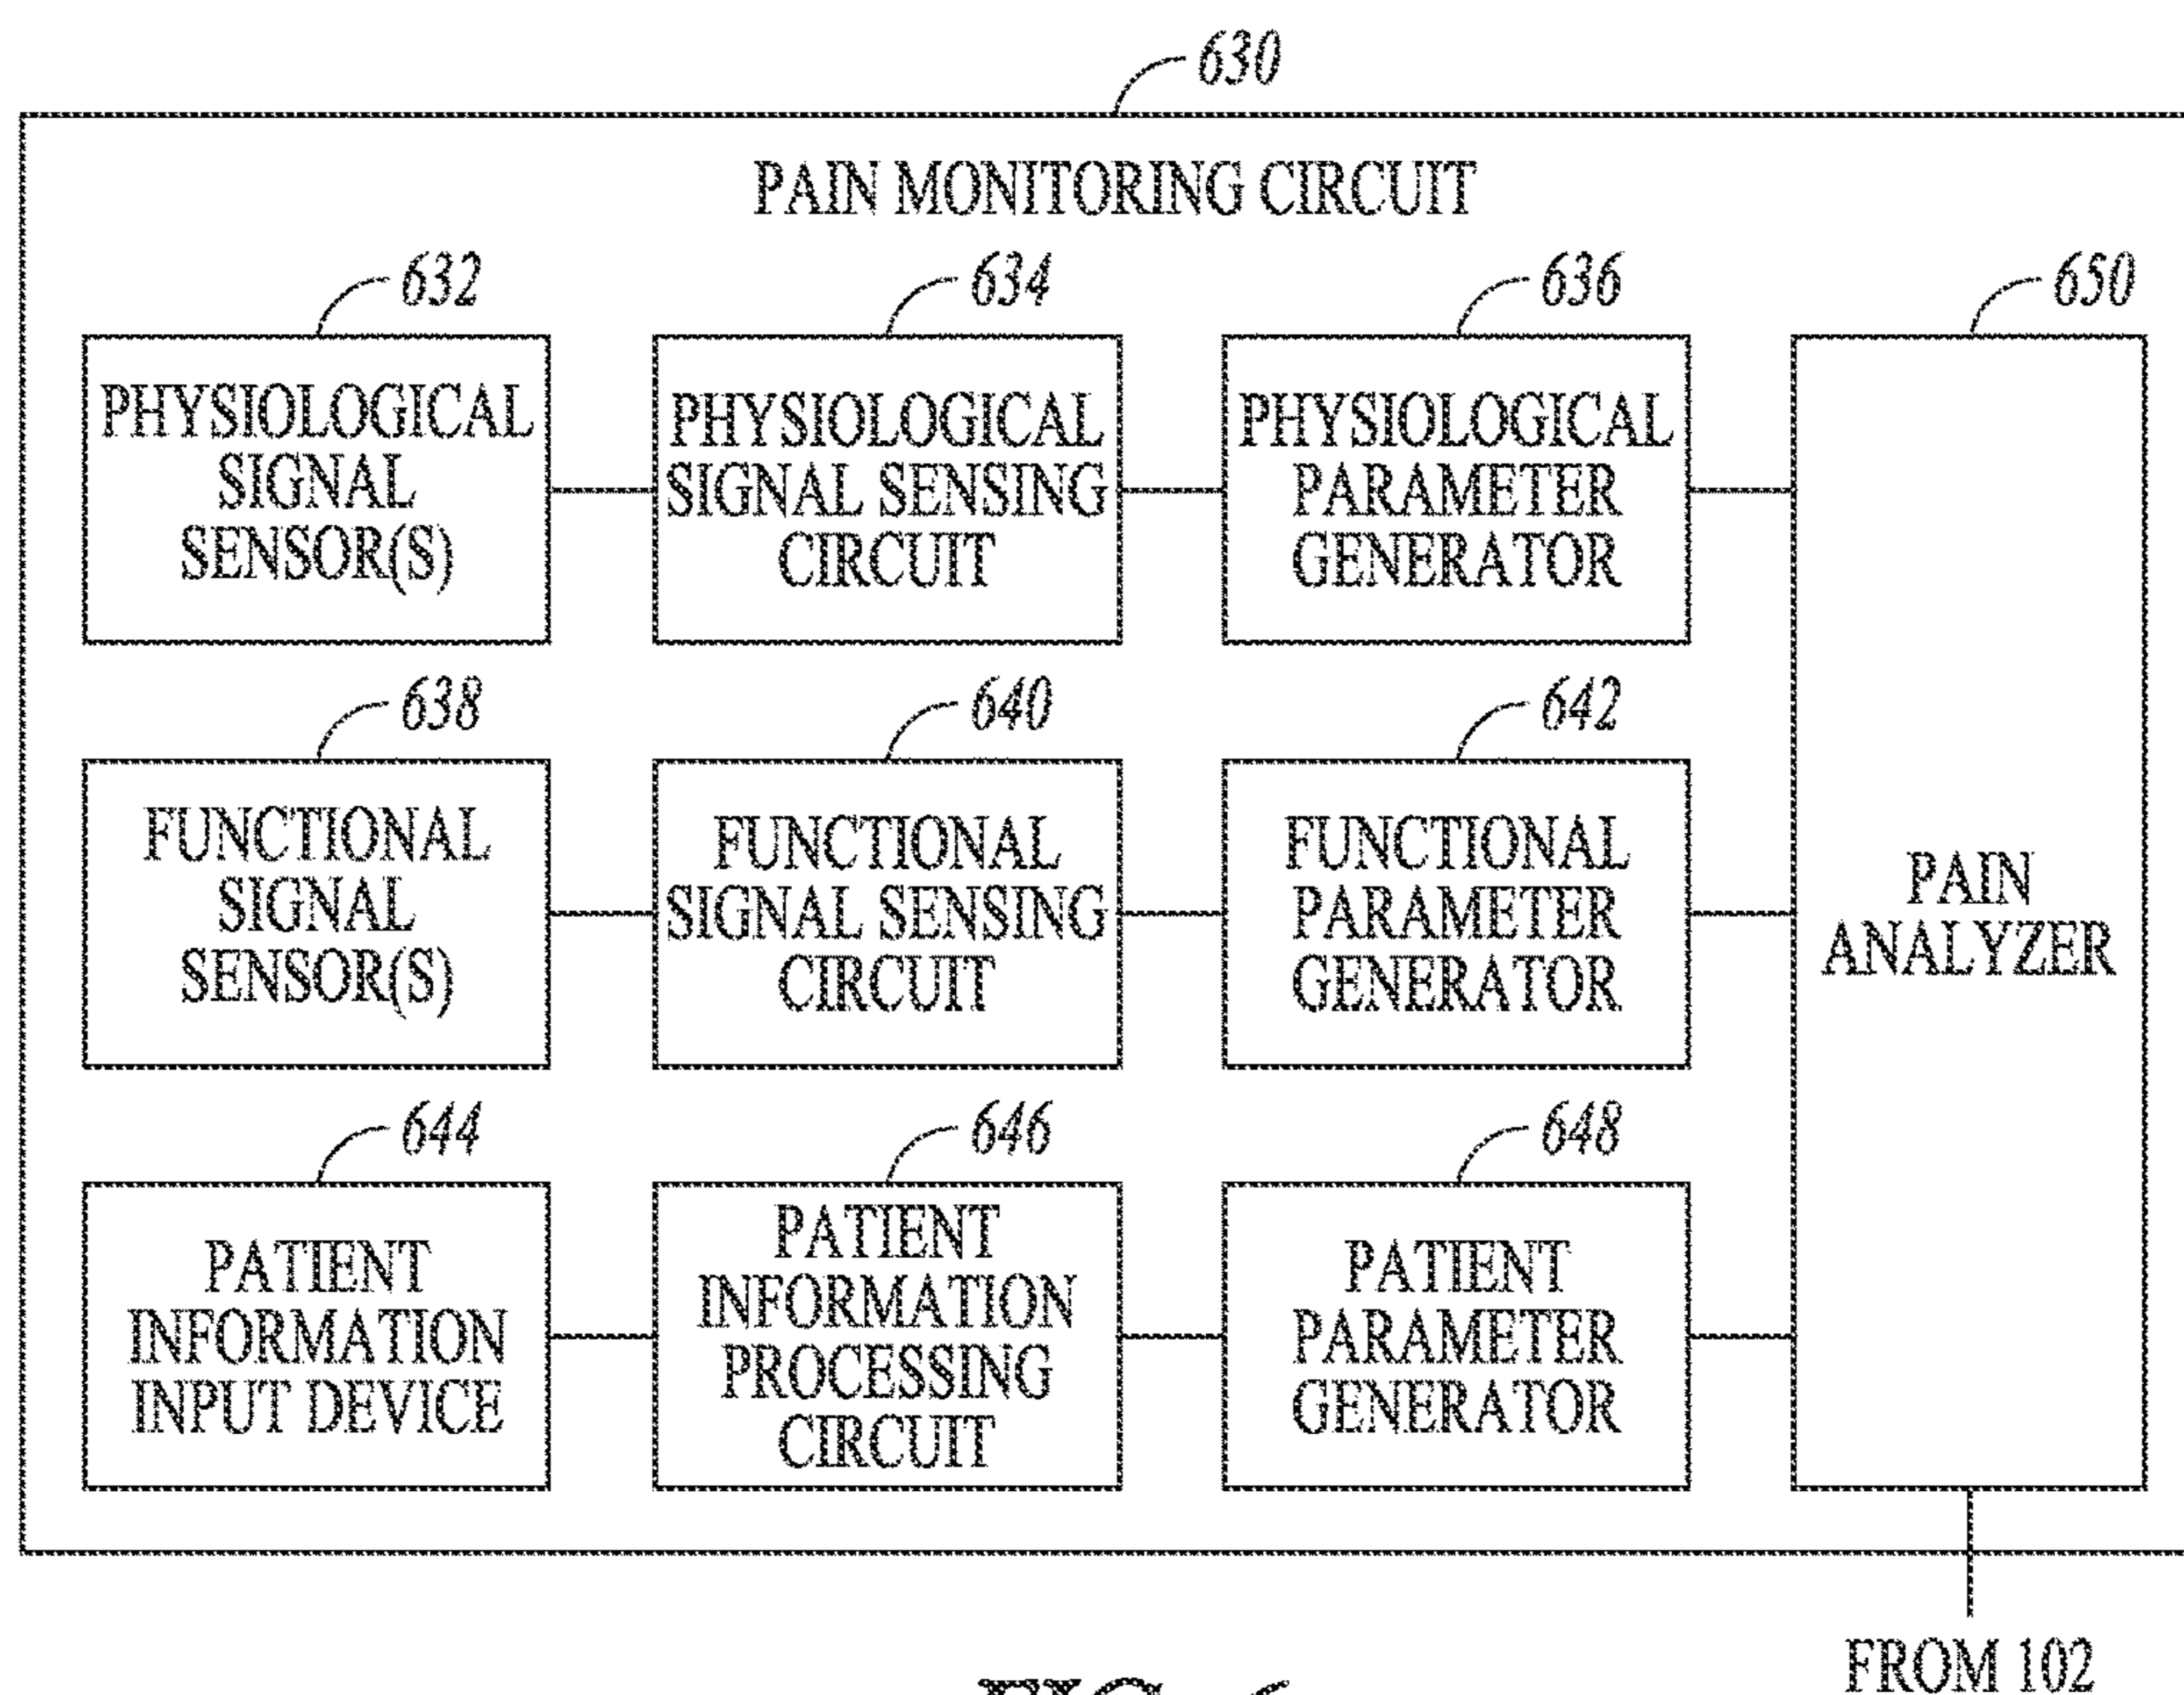 630
PAIN MONITORING CIRCUIT
632
634
636
650
PHYSIOLOGICAL
SIGNAL
SENSOR(S)
PHYSIOLOGICAL
SIGNAL SENSING
CIRCUIT
PHYSIOLOGICAL
PARAMETER
GENERATOR
638
640
642
FUNCTIONAL
SIGNAL
SENSOR(S)
FUNCTIONAL
SIGNAL SENSING
CIRCUIT
FUNCTIONAL
PARAMETER
GENERATOR
PAIN
ANALYZER
644
646
648
PATIENT
INFORMATION
INPUT DEVICE
PATIENT
INFORMATION
PROCESSING
CIRCUIT
PATIENT
PARAMETER
GENERATOR
FROM 102